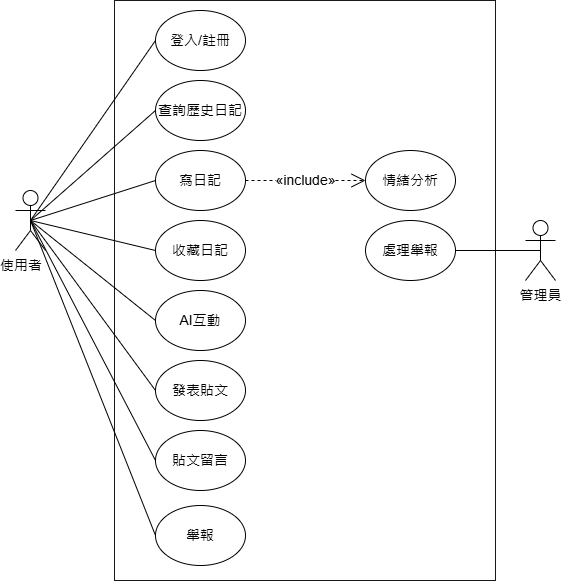 登入/註冊
查詢歷史日記
寫日記
«include»
情緒分析
使用者
收藏日記
處理舉報
管理員
AI互動
發表貼文
貼文留言
舉報